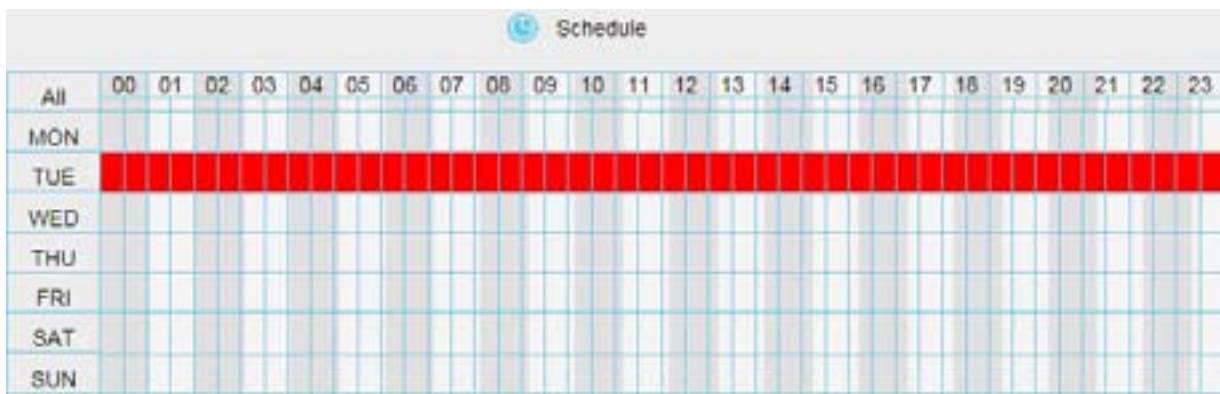 Schedule
All 00 01 02 03 04 05 06 07 08 09 10 11 12 13 14 15 16 17 18 19 20 21 22 23
MON
TUE
WED
THU
FRI
SAT
SUN